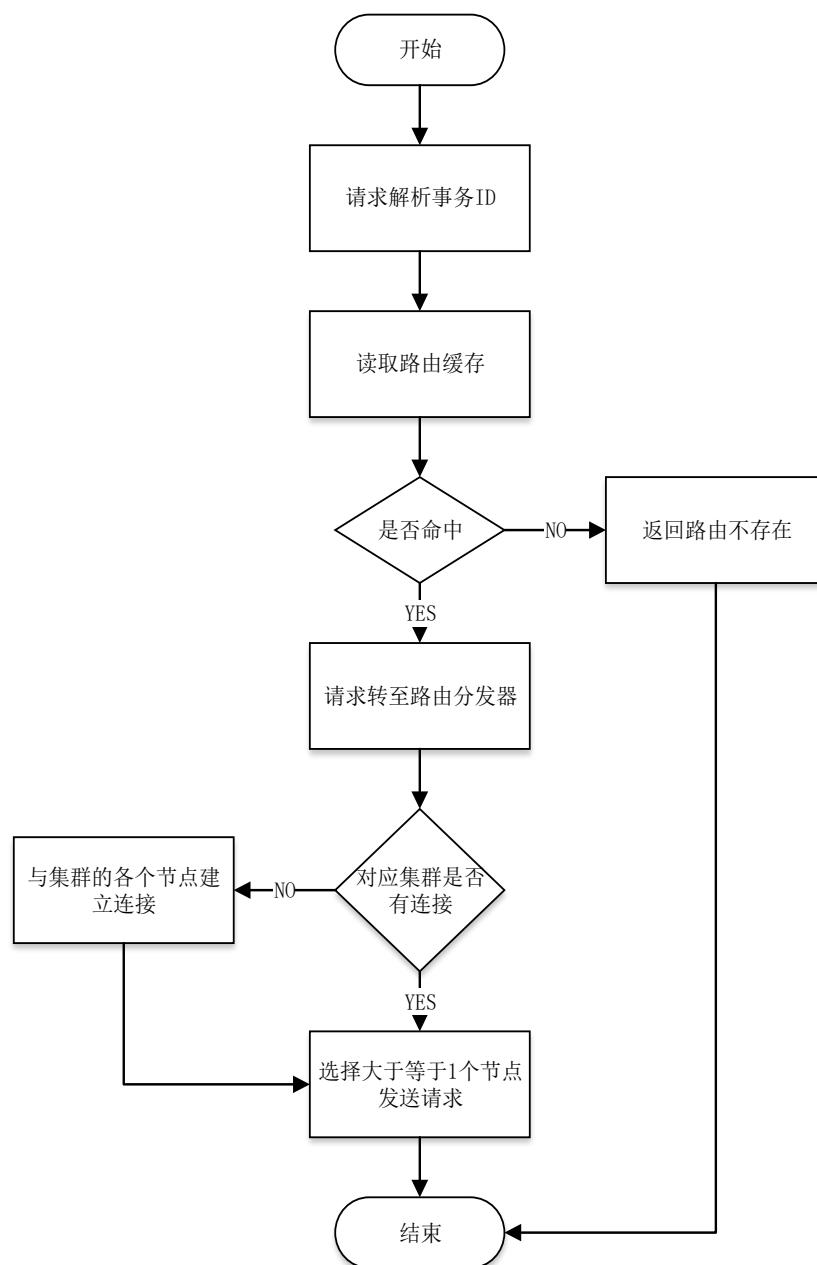 开始
请求解析事务ID
读取路由缓存
是否命中
NO
返回路由不存在
YES
请求转至路由分发器
与集群的各个节点建
立连接
NO
对应集群是否
有连接
YES
选择大于等于1个节点
发送请求
结束